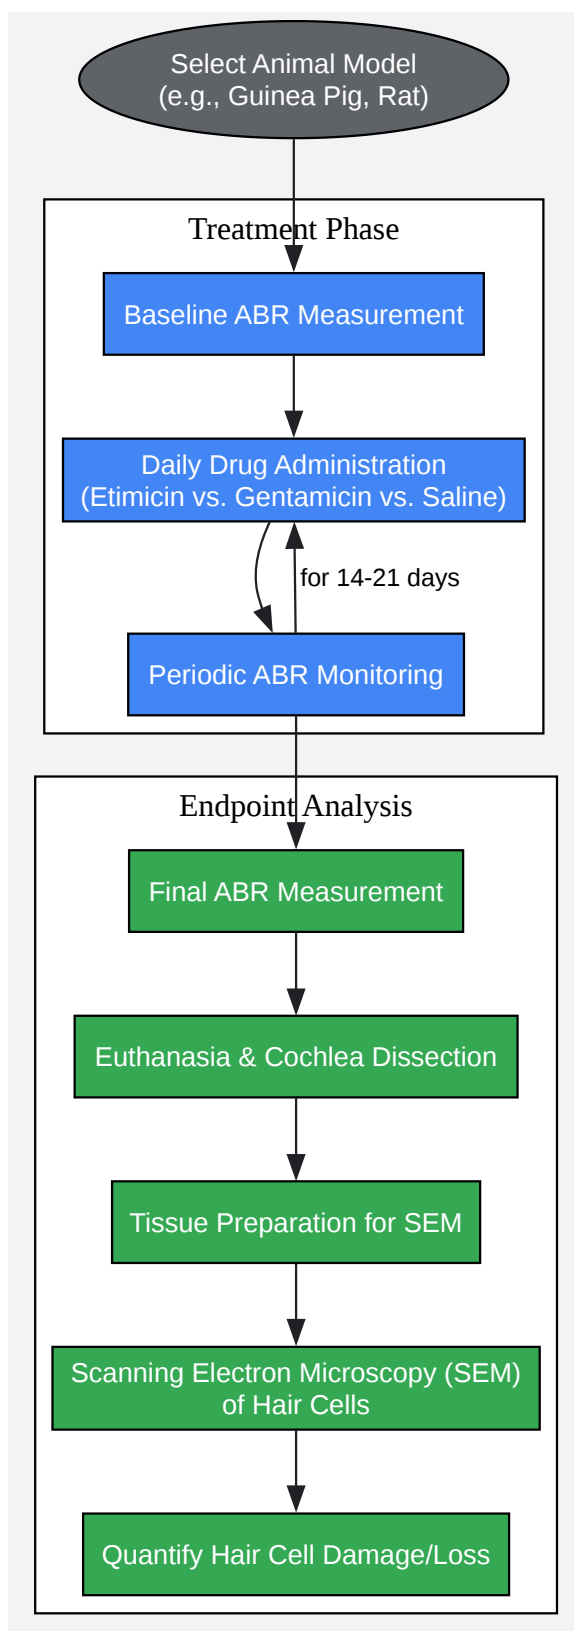 Select Animal Model
(e.g., Guinea Pig, Rat)
Treatment Phase
Baseline ABR Measurement
Daily Drug Administration
(Etimicin vs. Gentamicin vs. Saline)
for 14-21 days
Periodic ABR Monitoring
Endpoint Analysis
Final ABR Measurement
Euthanasia & Cochlea Dissection
Tissue Preparation for SEM
Scanning Electron Microscopy (SEM)
of Hair Cells
Quantify Hair Cell Damage/Loss